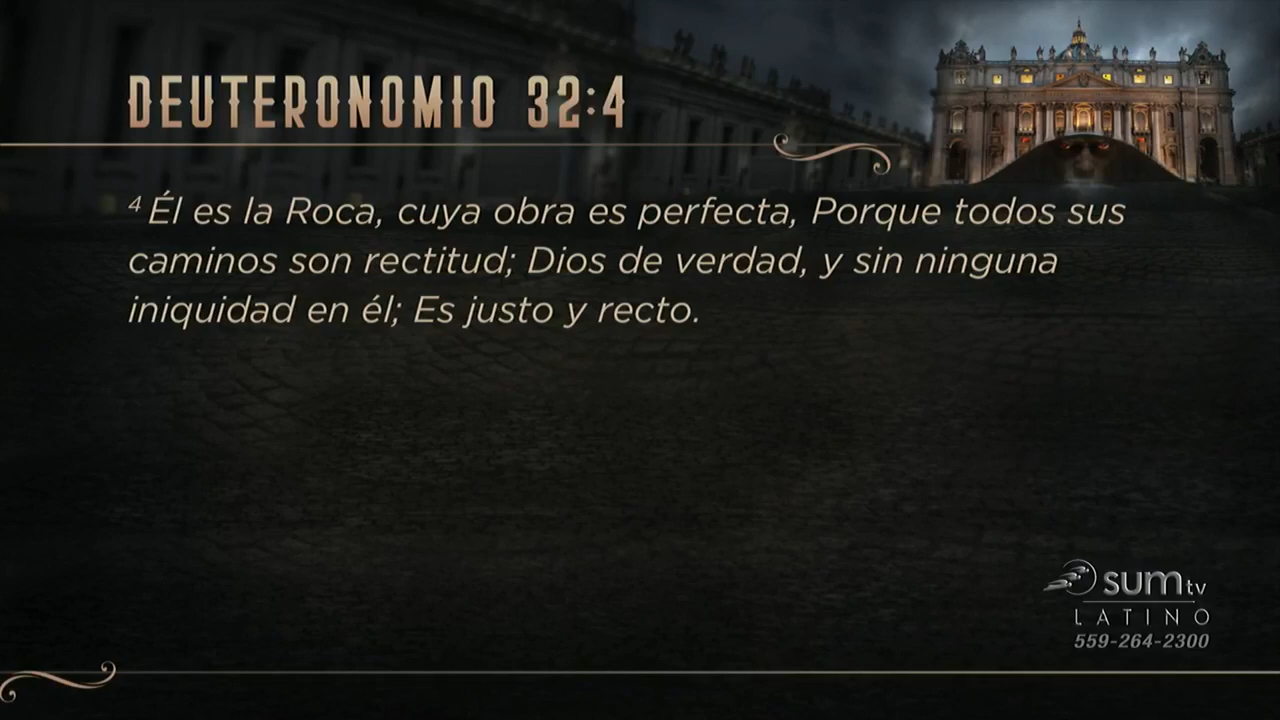 DEUTERONOMIO 32:4
4 Él es la Roca, cuya obra es perfecta, Porque todos sus
caminos son rectitud; Dios de verdad, y sin ninguna
iniquidad en él; Es justo y recto.
sumtv
LATINO
559-264-2300